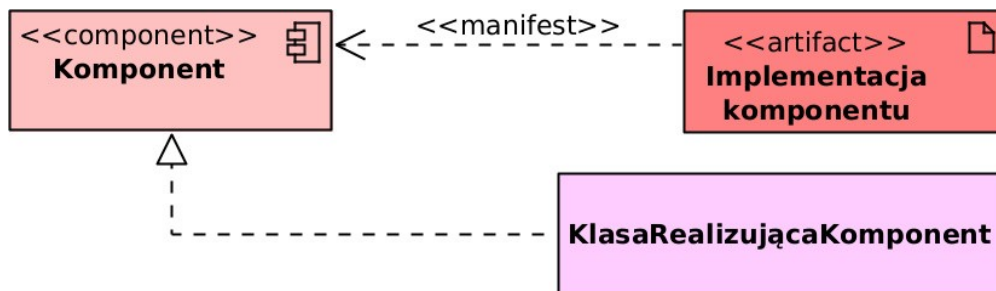 <<component>>
Komponent
<<manifest>>
<<artifact>>
Implementacja
komponentu
KlasaRealizującaKomponent